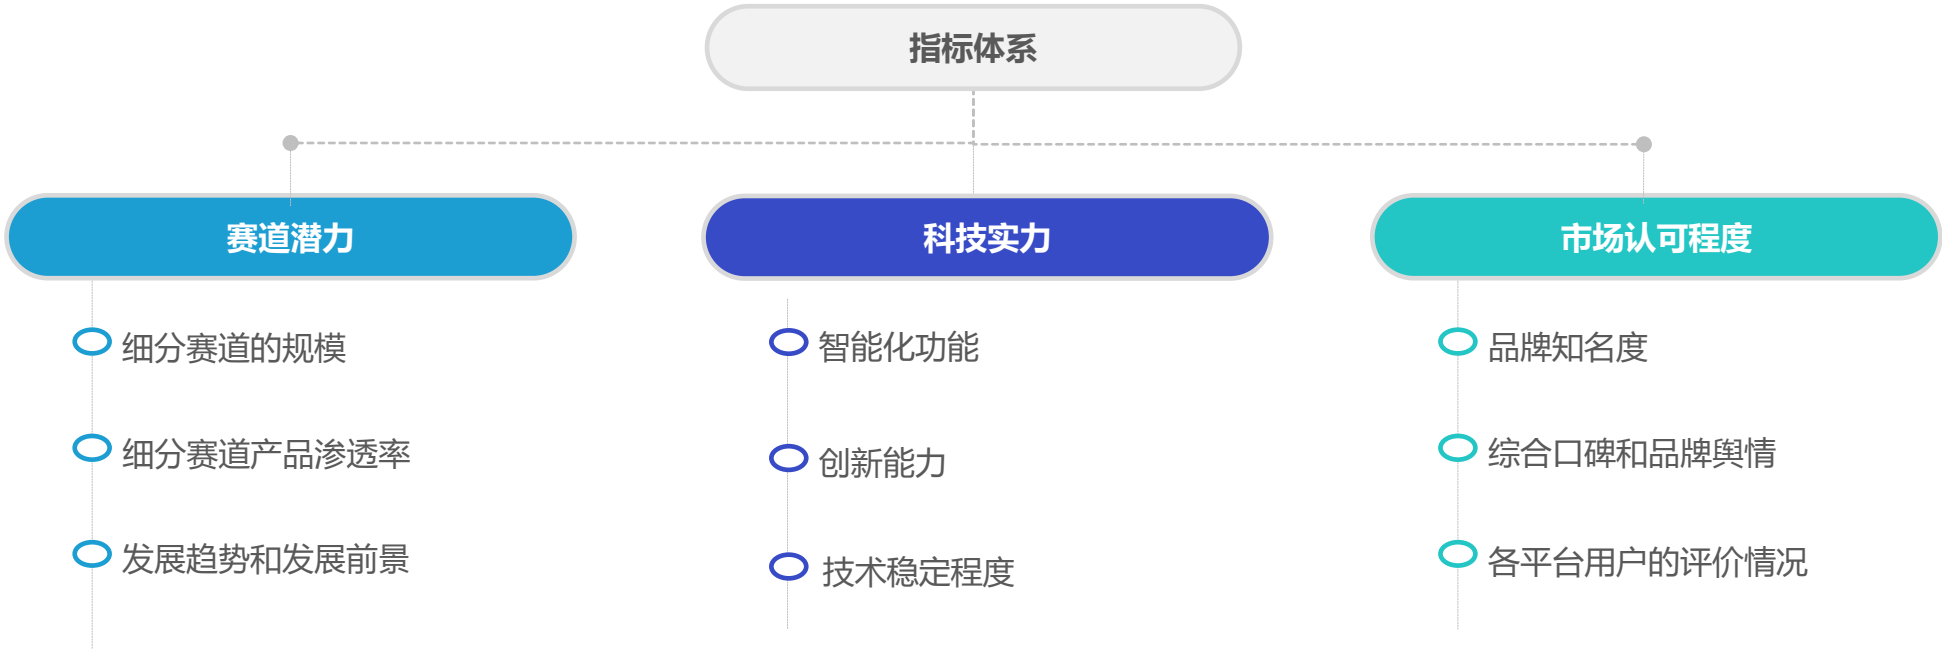 指标体系
赛道潜力
细分赛道的规模
细分赛道产品渗透率
发展趋势和发展前景
科技实力
智能化功能
创新能力
技术稳定程度
市场认可程度
品牌知名度
综合口碑和品牌舆情
各平台用户的评价情况